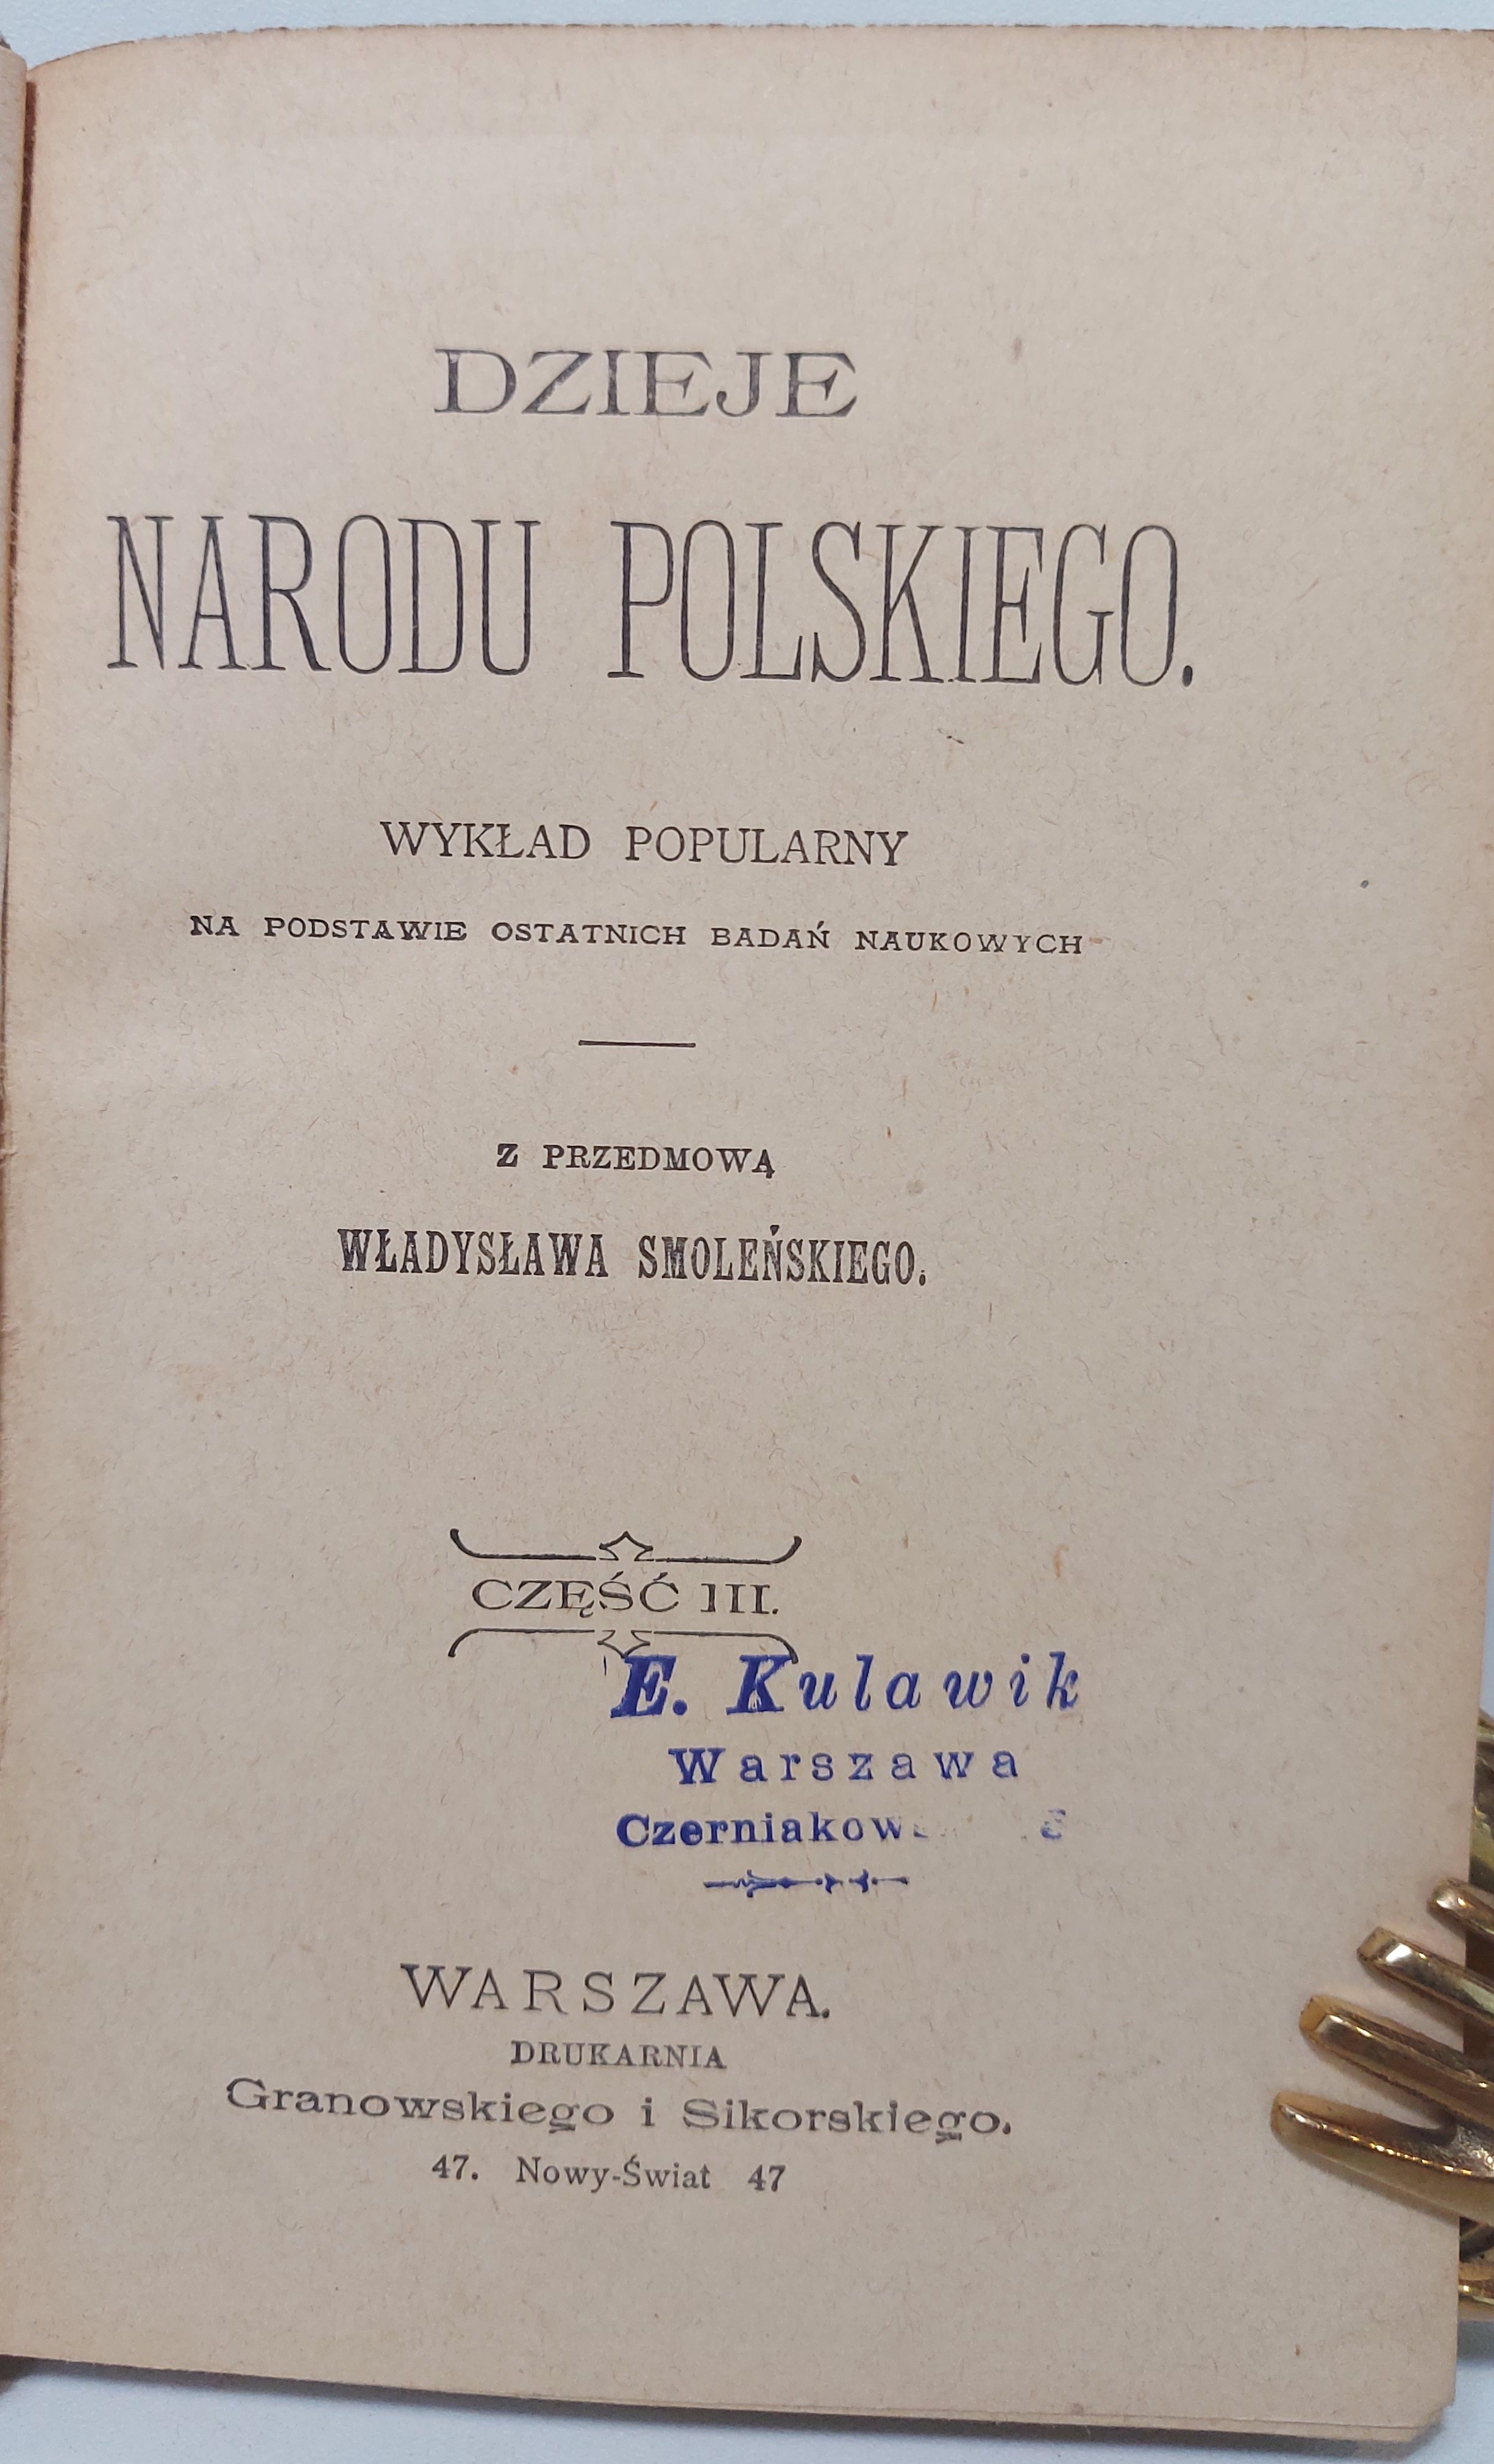 DZIEJE
NARODU POLSKIEGO.
WYKŁAD POPULARNY
NA PODSTAWIE OSTATNICH BADAŃ NAUKOWYCH
Z PRZEDMOWĄ
WŁADYSŁAWA SMOLEŃSKIEGO.
CZĘŚĆ III.
E. Kulawik
Warszawa
WARSZAWA.
DRUKARNIA
Granowskiego i Sikorskiego.
47. Nowy-Świat 47